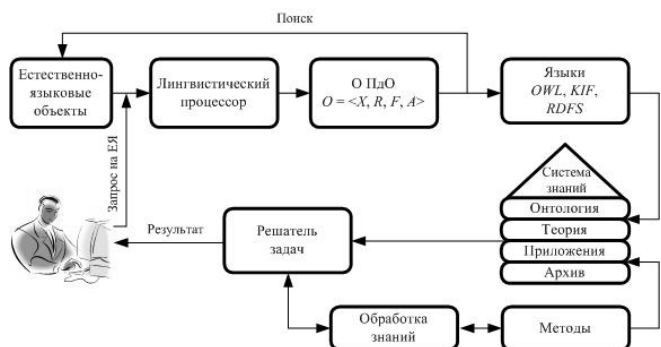 Поиск
Естественно-
языковые
объекты
Лингвистический
процессор
О ПдО
O = <X, R, F, A>
Языки
OWL, KIF,
RDFS
Запрос на ЕЯ
Система
знаний
Онтология
Теория
Приложения
Архив
Результат
Решатель
задач
Обработка
знаний
Методы